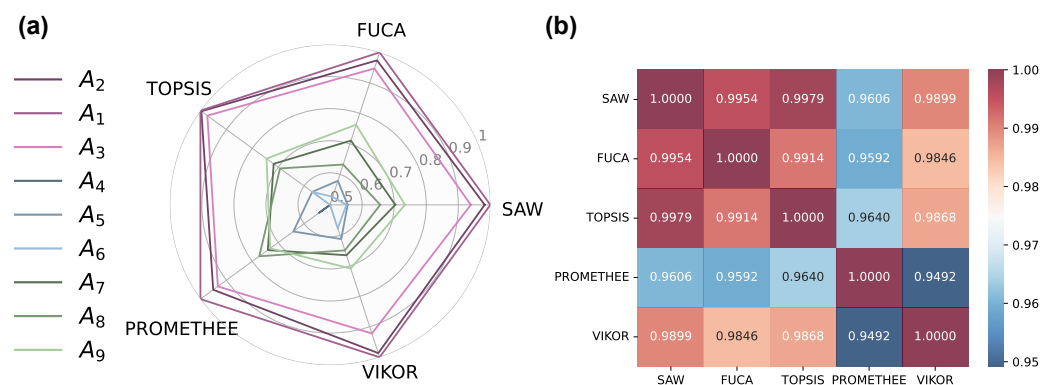 (a)
A2
A1
A3
A4
A5
A6
A7
A8
A9
FUCA
TOPSIS
SAW
PROMETHEE
VIKOR
0.5
0.6
0.7
0.8
0.9
1
(b)
SAW 1.0000 0.9954 0.9979 0.9606 0.9899
FUCA 0.9954 1.0000 0.9914 0.9592 0.9846
TOPSIS 0.9979 0.9914 1.0000 0.9640 0.9868
PROMETHEE 0.9606 0.9592 0.9640 1.0000 0.9492
VIKOR 0.9899 0.9846 0.9868 0.9492 1.0000
SAW FUCA TOPSIS PROMETHEE VIKOR
1.00
0.99
0.98
0.97
0.96
0.95